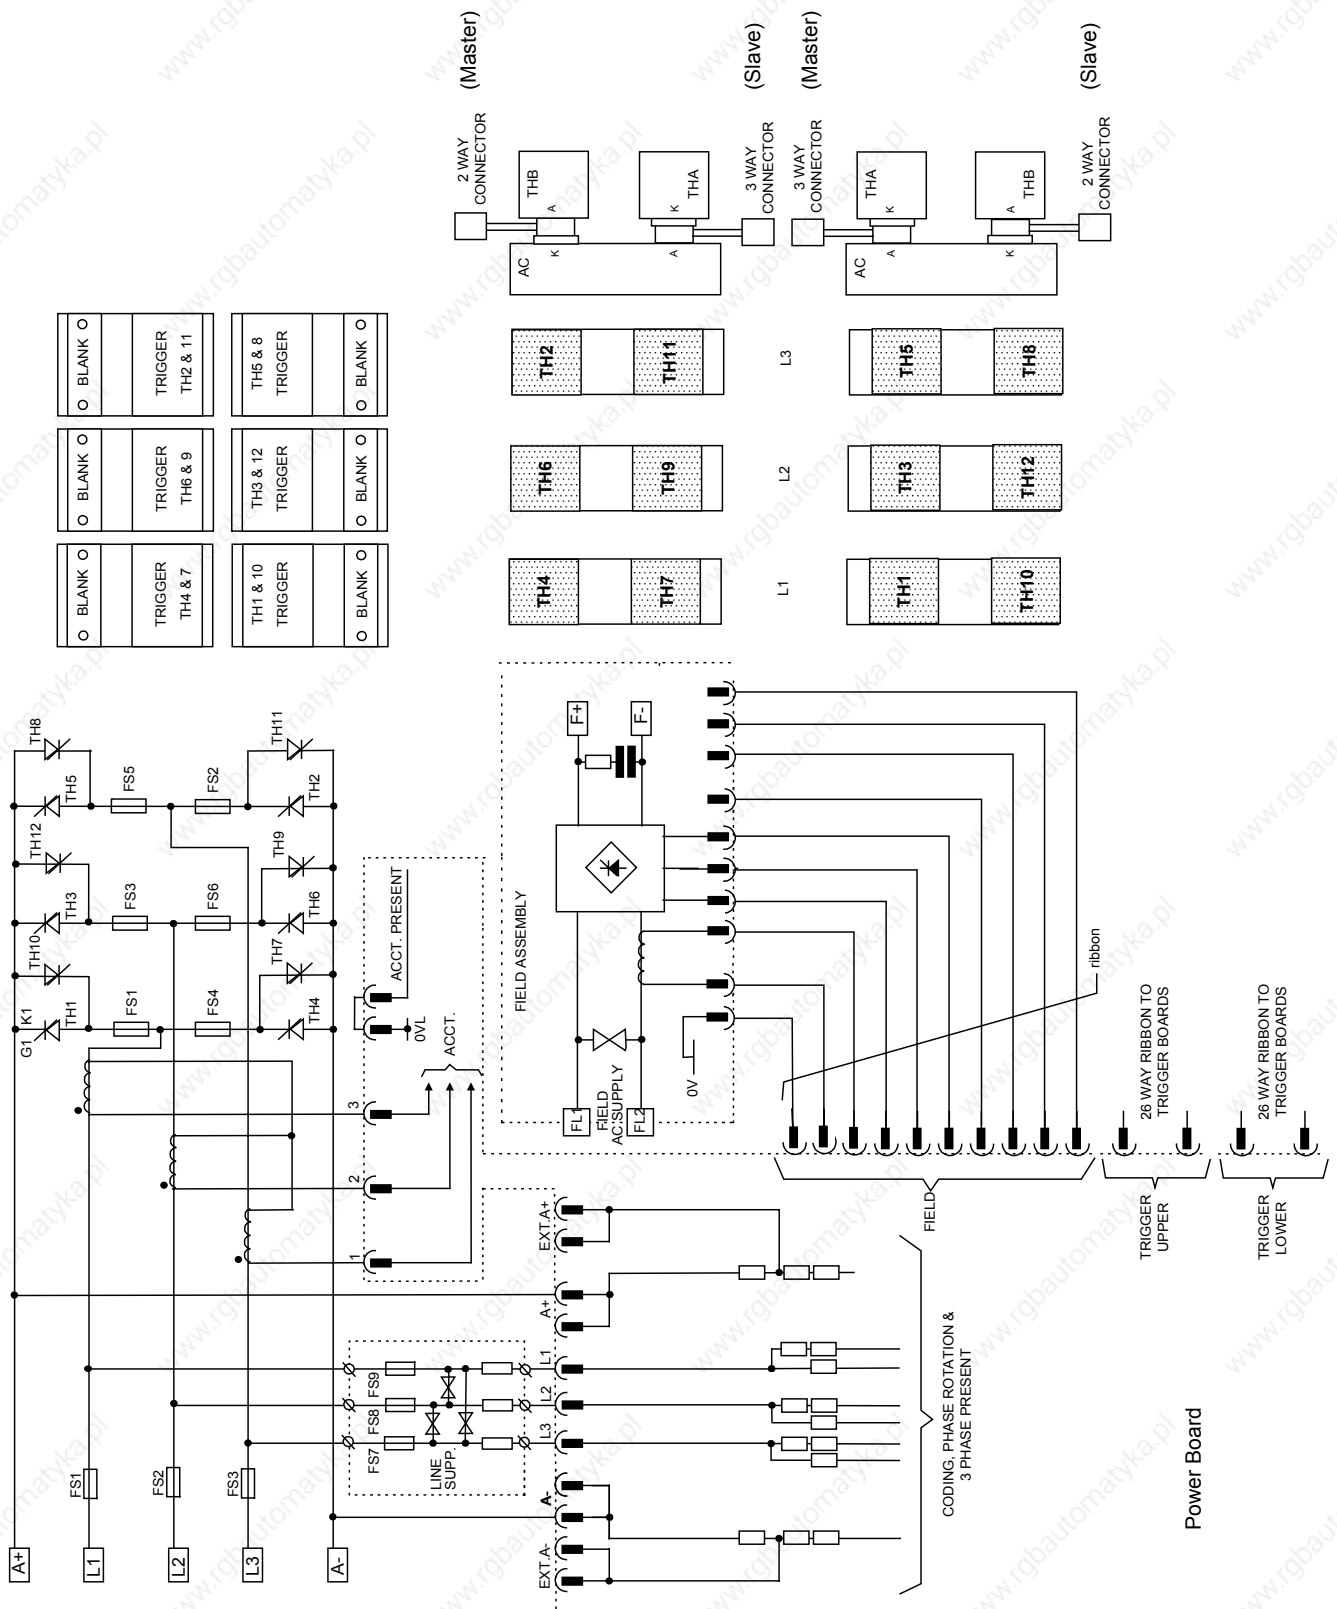 A+
L1
L2
L3
A-
FS1
FS2
FS3
G1
K1
TH1
TH10
TH3
TH12
TH5
TH8
FS1
FS3
FS5
FS4
FS6
FS2
TH4
TH7
TH6
TH9
TH2
TH11
3
2
1
ACCT. PRESENT
0VL
ACCT.
FS9
FS8
FS7
LINE
SUPP.
EXT.A+
A+
L1
L2
L3
A-
EXT.A-
CODING, PHASE ROTATION &
3 PHASE PRESENT
FIELD ASSEMBLY
FL1
FIELD
AC.SUPPLY
FL2
F+
F-
0V
ribbon
FIELD
26 WAY RIBBON TO
TRIGGER BOARDS
TRIGGER
UPPER
26 WAY RIBBON TO
TRIGGER BOARDS
TRIGGER
LOWER
Power Board
BLANK
TRIGGER
TH4 & 7
TH1 & 10
TRIGGER
BLANK
BLANK
TRIGGER
TH6 & 9
TH3 & 12
TRIGGER
BLANK
BLANK
TRIGGER
TH2 & 11
TH5 & 8
TRIGGER
BLANK
TH4
TH7
L1
TH1
TH10
TH6
TH9
L2
TH3
TH12
TH2
TH11
L3
TH5
TH8
2 WAY
CONNECTOR
(Master)
AC
K
A
THB
A
K
THA
3 WAY
CONNECTOR
(Slave)
3 WAY
CONNECTOR
(Master)
AC
A
K
THA
K
A
THB
2 WAY
CONNECTOR
(Slave)
www.rgbautomatyka.pl